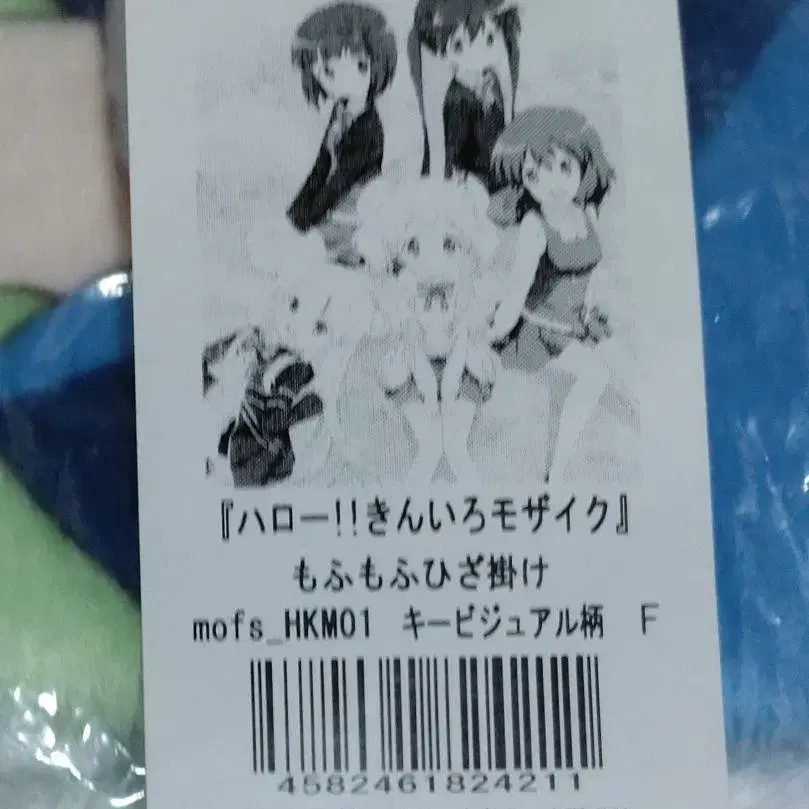 『ハロー!!きんいろモザイク』
もふもふひざ掛け
mofs_HKM01 キービジュアル柄 F
4582461824211